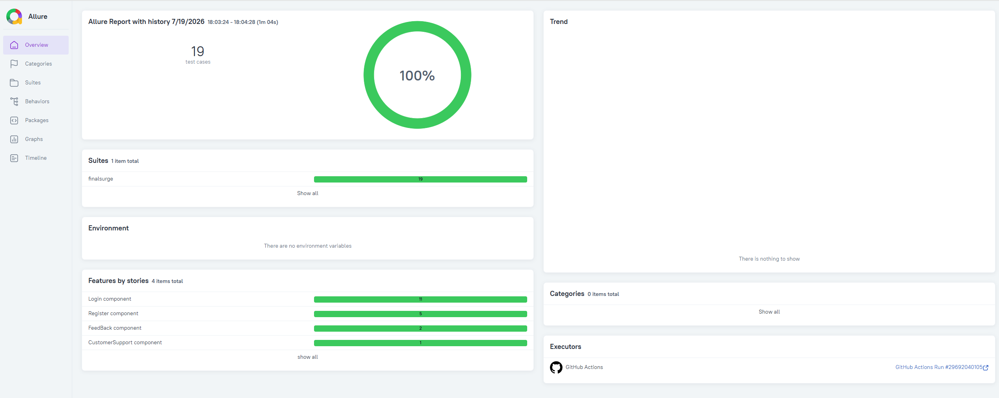 Allure
Overview
Categories
Suites
Behaviors
Packages
Graphs
Timeline
Allure Report with history 7/19/2026 18:03:24 - 18:04:28 (1m 04s)
19
test cases
100%
Suites 1 item total
finalsurge 19
Show all
Environment
There are no environment variables
Features by stories 4 items total
Login component 11
Register component 5
FeedBack component 2
CustomerSupport component 1
show all
Trend
There is nothing to show
Categories 0 items total
Show all
Executors
GitHub Actions GitHub Actions Run #29692040105